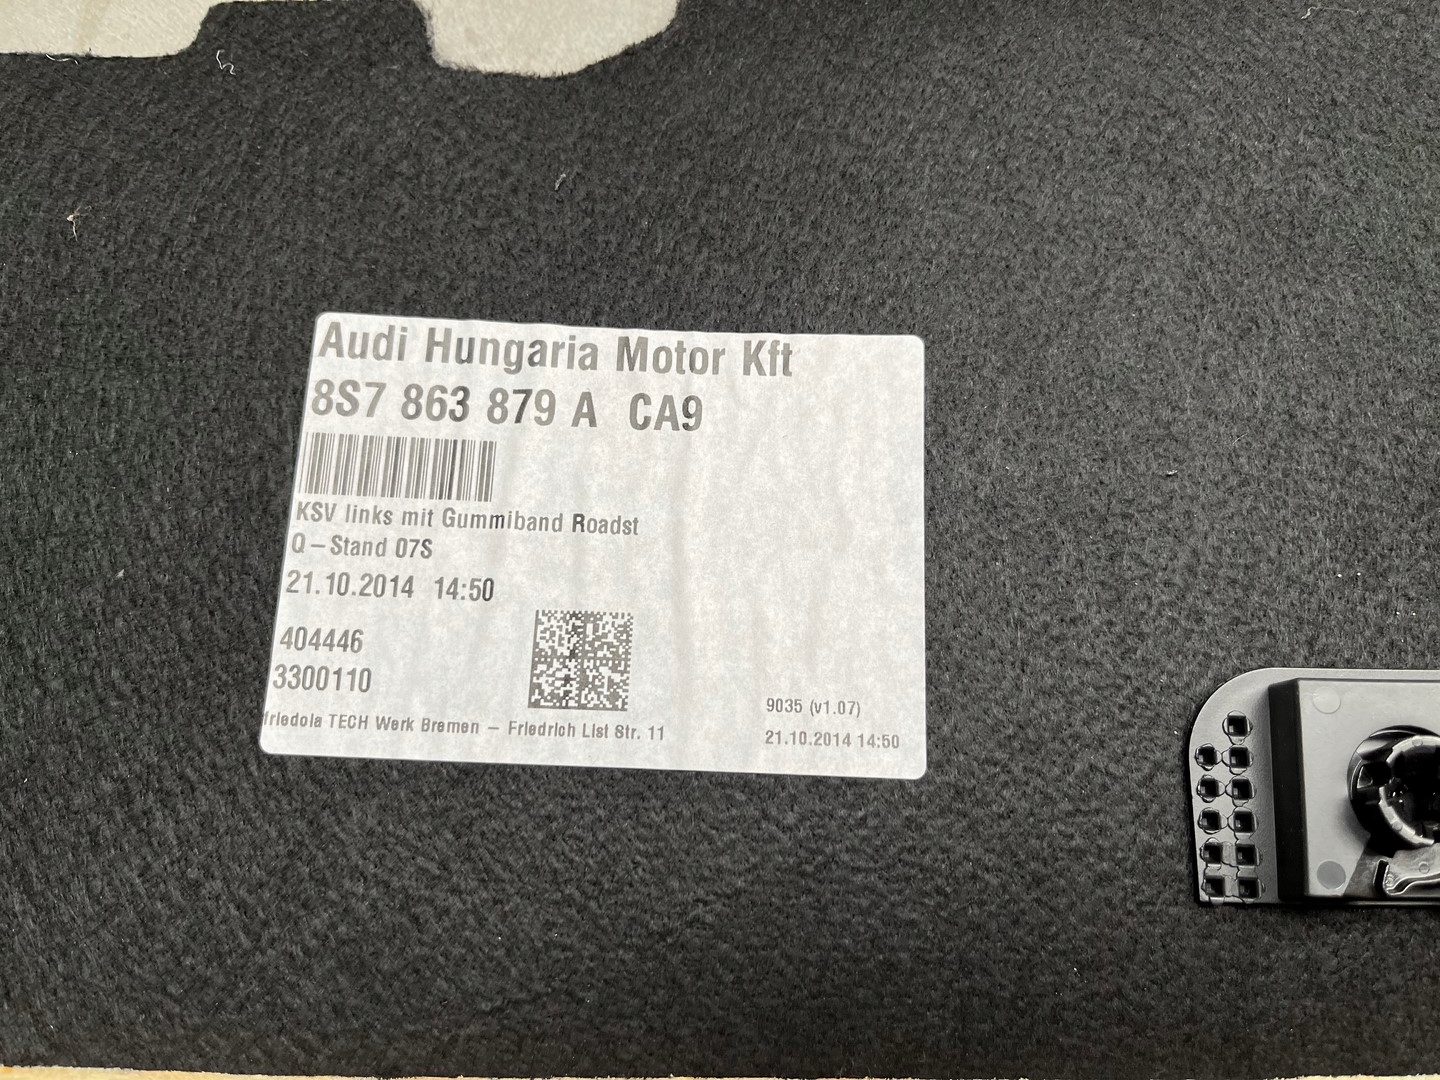 Audi Hungaria Motor Kft
8S7 863 879 A CA9
KSV links mit Gummiband Roadst
Q – Stand 07S
21.10.2014 14:50
404446
3300110
9035 (v1.07)
friedola TECH Werk Bremen – Friedrich List Str. 11
21.10.2014 14:50